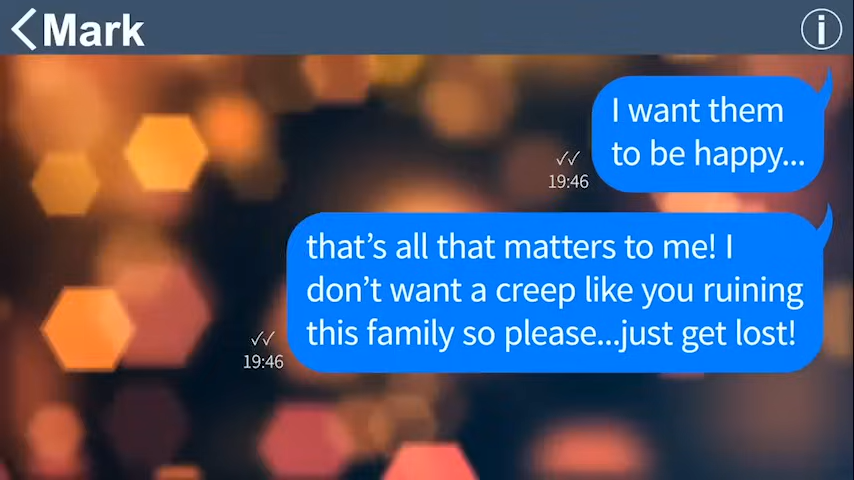 Mark
I want them
to be happy...
19:46
that's all that matters to me! I
don't want a creep like you ruining
this family so please...just get lost!
19:46